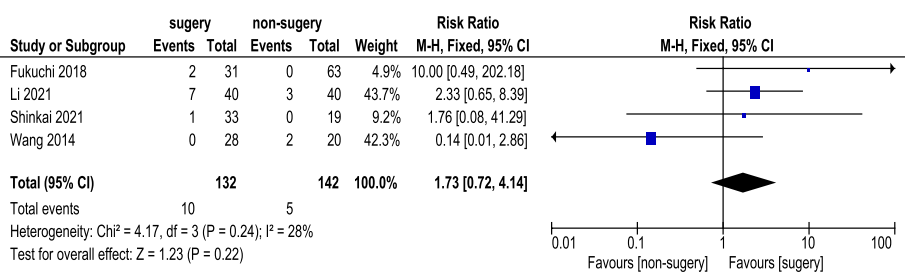 sugery non-sugery Risk Ratio Risk Ratio
Study or Subgroup Events Total Events Total Weight M-H, Fixed, 95% CI M-H, Fixed, 95% CI
Fukuchi 2018 2 31 0 63 4.9% 10.00 [0.49, 202.18]
Li 2021 7 40 3 40 43.7% 2.33 [0.65, 8.39]
Shinkai 2021 1 33 0 19 9.2% 1.76 [0.08, 41.29]
Wang 2014 0 28 2 20 42.3% 0.14 [0.01, 2.86]
Total (95% CI) 132 142 100.0% 1.73 [0.72, 4.14]
Total events 10 5
Heterogeneity: Chi² = 4.17, df = 3 (P = 0.24); I² = 28%
Test for overall effect: Z = 1.23 (P = 0.22)
0.01 0.1 1 10 100
Favours [non-sugery] Favours [sugery]